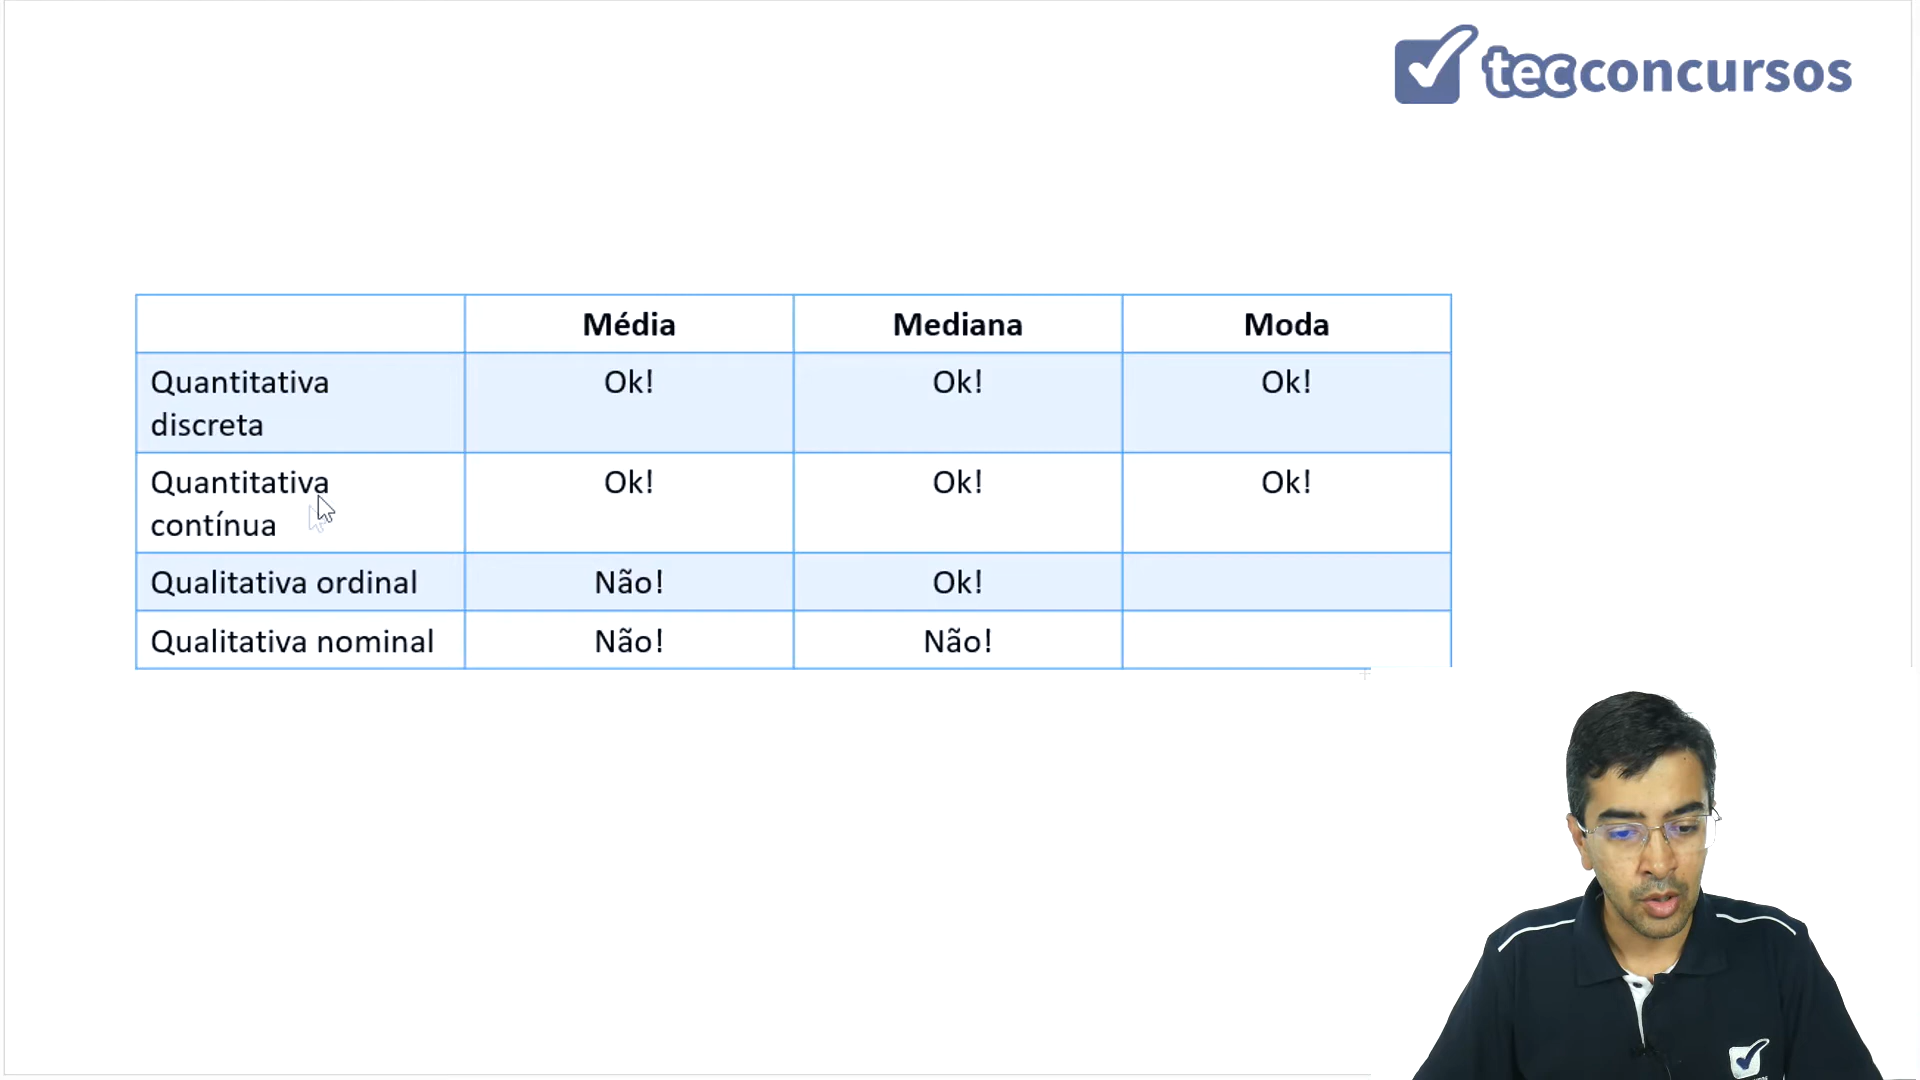 tecconcursos
Média Mediana Moda
Quantitativa Ok! Ok! Ok!
discreta
Quantitativa Ok! Ok! Ok!
contínua
Qualitativa ordinal Não! Ok!
Qualitativa nominal Não! Não!